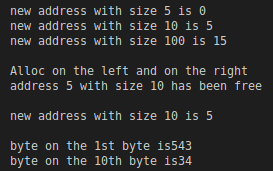 new address with size 5 is 0
new address with size 10 is 5
new address with size 100 is 15
Alloc on the left and on the right
address 5 with size 10 has been free
new address with size 10 is 5
byte on the 1st byte is543
byte on the 10th byte is34